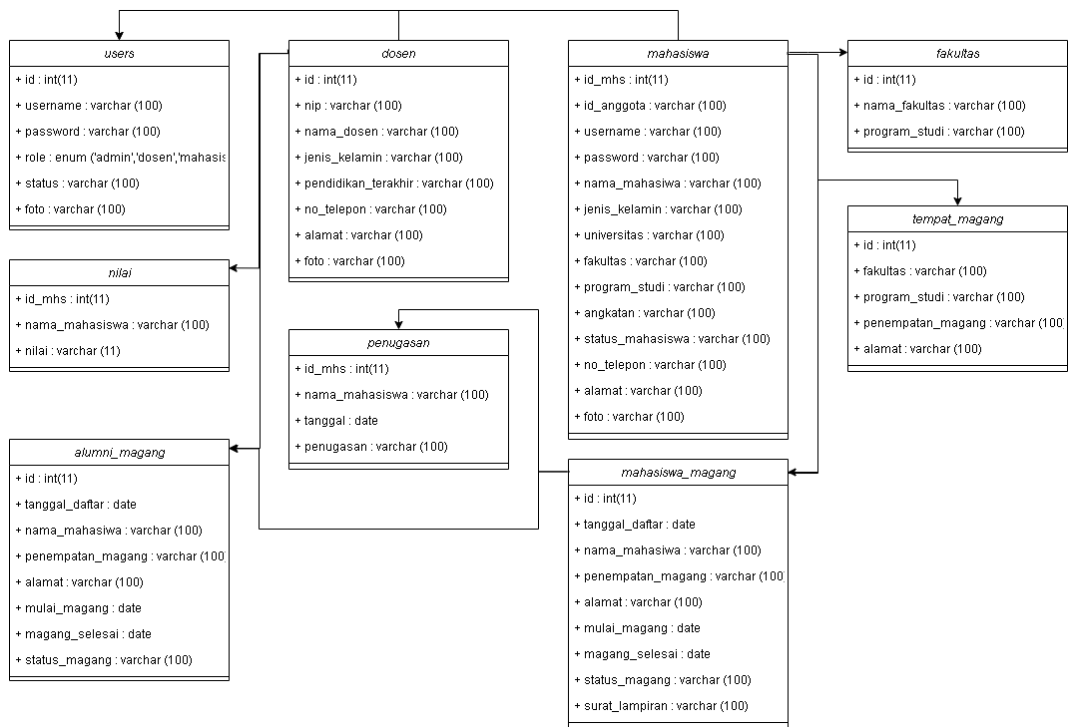 users
+ id : int(11)
+ username : varchar (100)
+ password : varchar (100)
+ role : enum ('admin','dosen','mahasis
+ status : varchar (100)
+ foto : varchar (100)
dosen
+ id : int(11)
+ nip : varchar (100)
+ nama_dosen : varchar (100)
+ jenis_kelamin : varchar (100)
+ pendidikan_terakhir : varchar (100)
+ no_telepon : varchar (100)
+ alamat : varchar (100)
+ foto : varchar (100)
mahasiswa
+ id_mhs : int(11)
+ id_anggota : varchar (100)
+ username : varchar (100)
+ password : varchar (100)
+ nama_mahasiwa : varchar (100)
+ jenis_kelamin : varchar (100)
+ universitas : varchar (100)
+ fakultas : varchar (100)
+ program_studi : varchar (100)
+ angkatan : varchar (100)
+ status_mahasiswa : varchar (100)
+ no_telepon : varchar (100)
+ alamat : varchar (100)
+ foto : varchar (100)
fakultas
+ id : int(11)
+ nama_fakultas : varchar (100)
+ program_studi : varchar (100)
tempat_magang
+ id : int(11)
+ fakultas : varchar (100)
+ program_studi : varchar (100)
+ penempatan_magang : varchar (100)
+ alamat : varchar (100)
nilai
+ id_mhs : int(11)
+ nama_mahasiswa : varchar (100)
+ nilai : varchar (11)
penugasan
+ id_mhs : int(11)
+ nama_mahasiswa : varchar (100)
+ tanggal : date
+ penugasan : varchar (100)
alumni_magang
+ id : int(11)
+ tanggal_daftar : date
+ nama_mahasiwa : varchar (100)
+ penempatan_magang : varchar (100)
+ alamat : varchar (100)
+ mulai_magang : date
+ magang_selesai : date
+ status_magang : varchar (100)
mahasiswa_magang
+ id : int(11)
+ tanggal_daftar : date
+ nama_mahasiwa : varchar (100)
+ penempatan_magang : varchar (100)
+ alamat : varchar (100)
+ mulai_magang : date
+ magang_selesai : date
+ status_magang : varchar (100)
+ surat_lampiran : varchar (100)